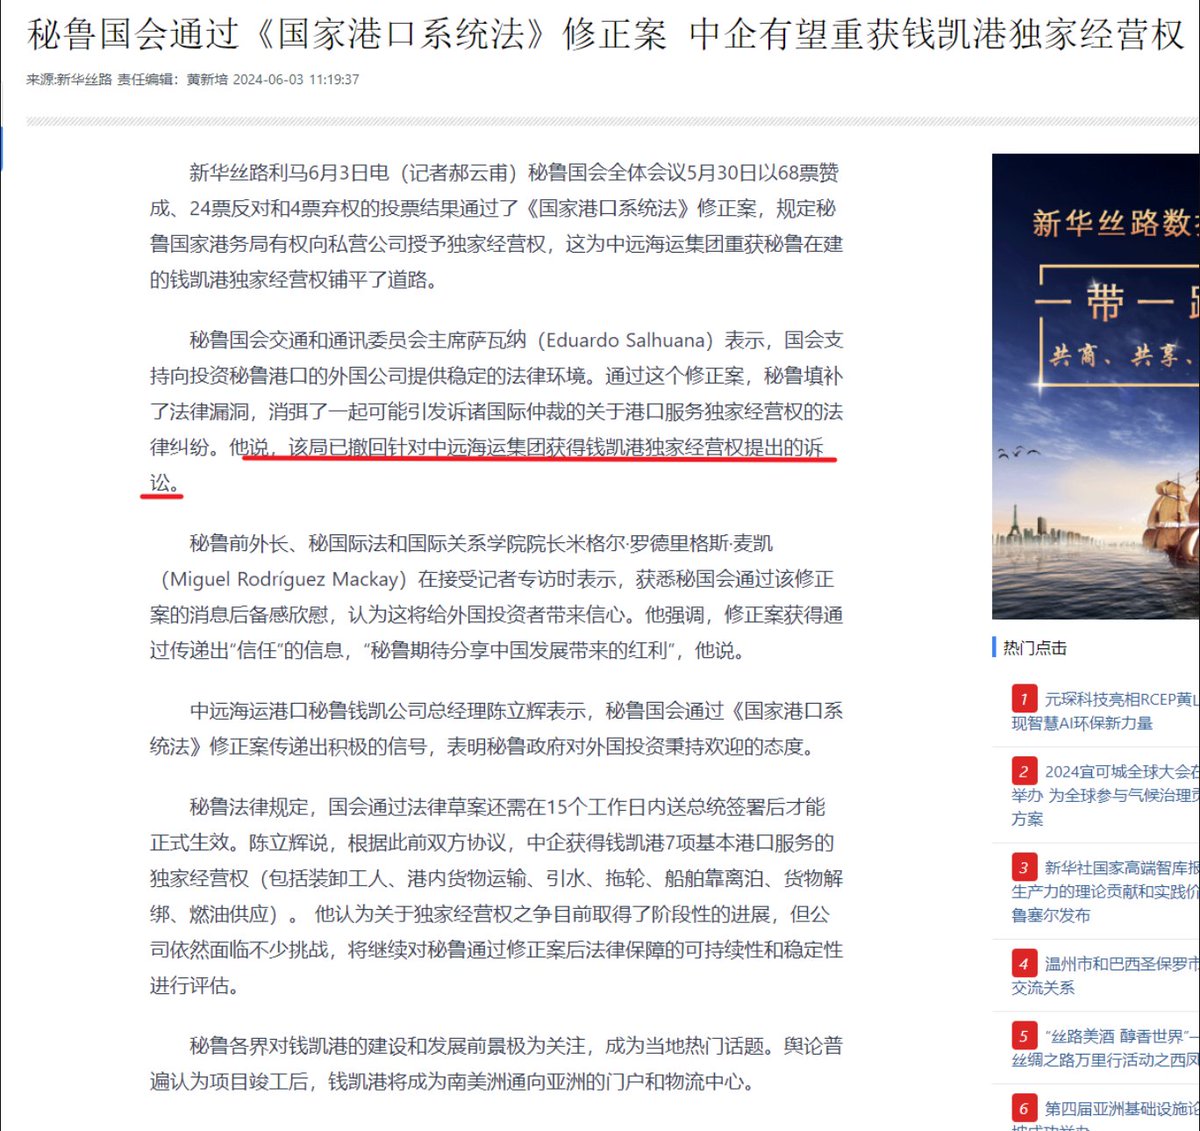 秘鲁国会通过《国家港口系统法》修正案 中企有望重获钱凯港独家经营权
来源:新华丝路 责任编辑：黄新培 2024-06-03 11:19:37
新华丝路利马6月3日电（记者郝云甫）秘鲁国会全体会议5月30日以68票赞
成、24票反对和4票弃权的投票结果通过了《国家港口系统法》修正案，规定秘
鲁国家港务局有权向私营公司授予独家经营权，这为中远海运集团重获秘鲁在建
的钱凯港独家经营权铺平了道路。
秘鲁国会交通和通讯委员会主席萨瓦纳（Eduardo Salhuana）表示，国会支
持向投资秘鲁港口的外国公司提供稳定的法律环境。通过这个修正案，秘鲁填补
了法律漏洞，消弭了一起可能引发诉诸国际仲裁的关于港口服务独家经营权的法
律纠纷。他说，该局已撤回针对中远海运集团获得钱凯港独家经营权提出的诉
讼。
秘鲁前外长、秘国际法和国际关系学院院长米格尔·罗德里格斯·麦凯
（Miguel Rodríguez Mackay）在接受记者专访时表示，获悉秘国会通过该修正
案的消息后备感欣慰，认为这将给外国投资者带来信心。他强调，修正案获得通
过传递出“信任”的信息，“秘鲁期待分享中国发展带来的红利”，他说。
中远海运港口秘鲁钱凯公司总经理陈立辉表示，秘鲁国会通过《国家港口系
统法》修正案传递出积极的信号，表明秘鲁政府对外国投资秉持欢迎的态度。
秘鲁法律规定，国会通过法律草案还需在15个工作日内送总统签署后才能
正式生效。陈立辉说，根据此前双方协议，中企获得钱凯港7项基本港口服务的
独家经营权（包括装卸工人、港内货物运输、引水、拖轮、船舶靠离泊、货物解
绑、燃油供应）。 他认为关于独家经营权之争目前取得了阶段性的进展，但公
司依然面临不少挑战，将继续对秘鲁通过修正案后法律保障的可持续性和稳定性
进行评估。
秘鲁各界对钱凯港的建设和发展前景极为关注，成为当地热门话题。舆论普
遍认为项目竣工后，钱凯港将成为南美洲通向亚洲的门户和物流中心。
新华丝路数
一带一
共商、共享、
热门点击
1 元琛科技亮相RCEP黄山
现智慧AI环保新力量
2 2024宜可城全球大会在
举办 为全球参与气候治理贡
方案
3 新华社国家高端智库报
生产力的理论贡献和实践价
鲁塞尔发布
4 温州市和巴西圣保罗市
交流关系
5 “丝路美酒 醇香世界”—
丝绸之路万里行活动之西凤
6 第四届亚洲基础设施论